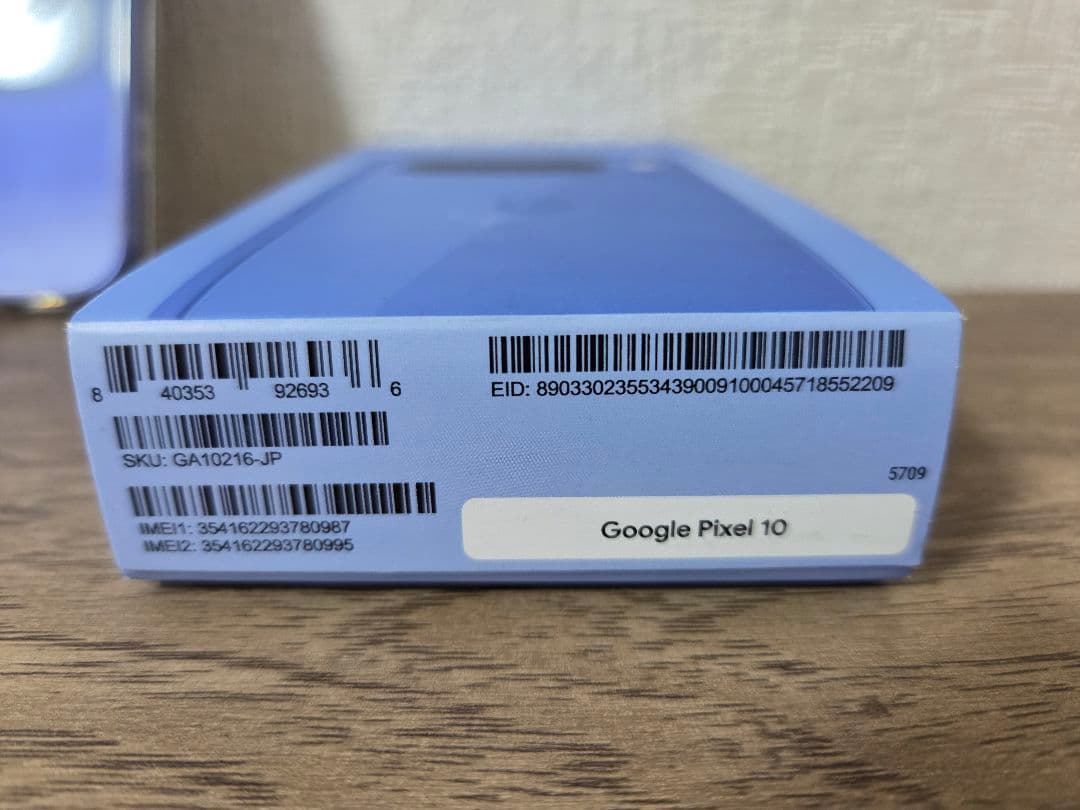 8 40353 92693 6
SKU: GA10216-JP
IMEI1: 354162293780987
IMEI2: 354162293780995
EID: 89033023553439009100045718552209
5709
Google Pixel 10